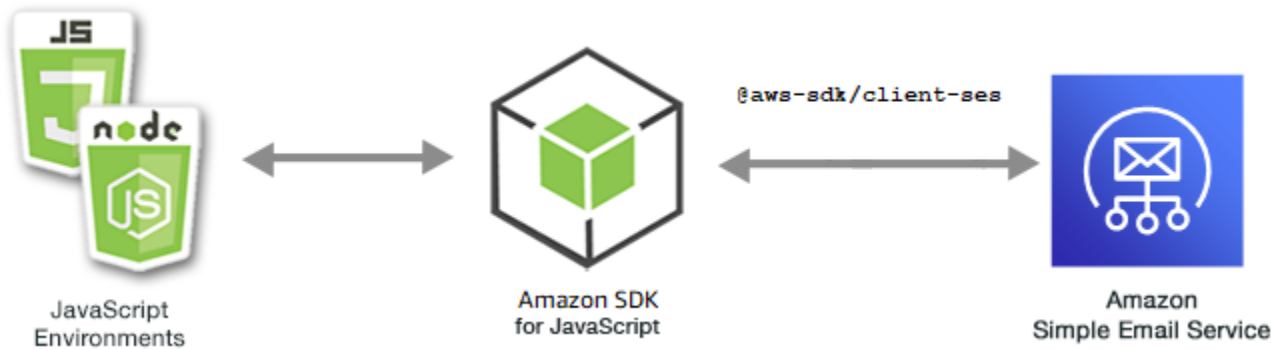 JS
node
JS
@aws-sdk/client-ses
JavaScript
Environments
Amazon SDK
for JavaScript
Amazon
Simple Email Service